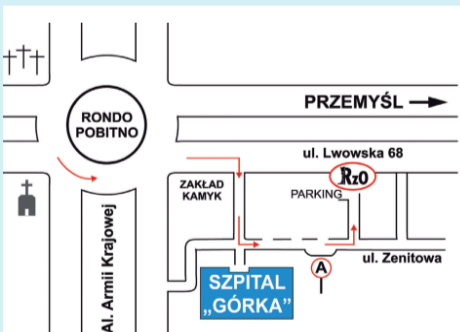 RONDO
POBITNO
PRZEMYŚL
ul. Lwowska 68
ZAKŁAD
KAMYK
RzO
PARKING
Al. Armii Krajowej
A
ul. Zenitowa
SZPITAL
„GÓRKA”